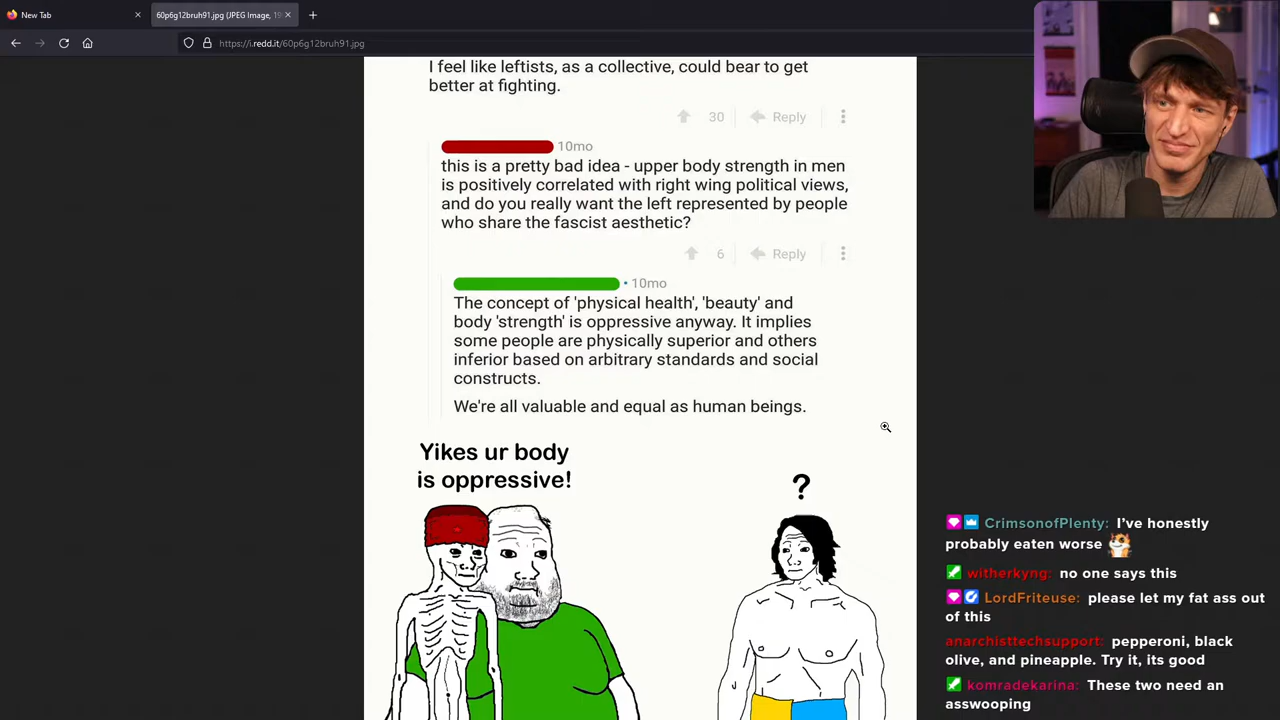 New Tab
60p6g12bruh91.jpg (JPEG Image, 19
https://i.redd.it/60p6g12bruh91.jpg
I feel like leftists, as a collective, could bear to get
better at fighting.
30 Reply
10mo
this is a pretty bad idea - upper body strength in men
is positively correlated with right wing political views,
and do you really want the left represented by people
who share the fascist aesthetic?
6 Reply
• 10mo
The concept of 'physical health', 'beauty' and
body 'strength' is oppressive anyway. It implies
some people are physically superior and others
inferior based on arbitrary standards and social
constructs.
We're all valuable and equal as human beings.
Yikes ur body
is oppressive!
?
CrimsonofPlenty: I've honestly
probably eaten worse
witherkyng: no one says this
LordFriteuse: please let my fat ass out
of this
anarchisttechsupport: pepperoni, black
olive, and pineapple. Try it, its good
komradekarina: These two need an
asswooping